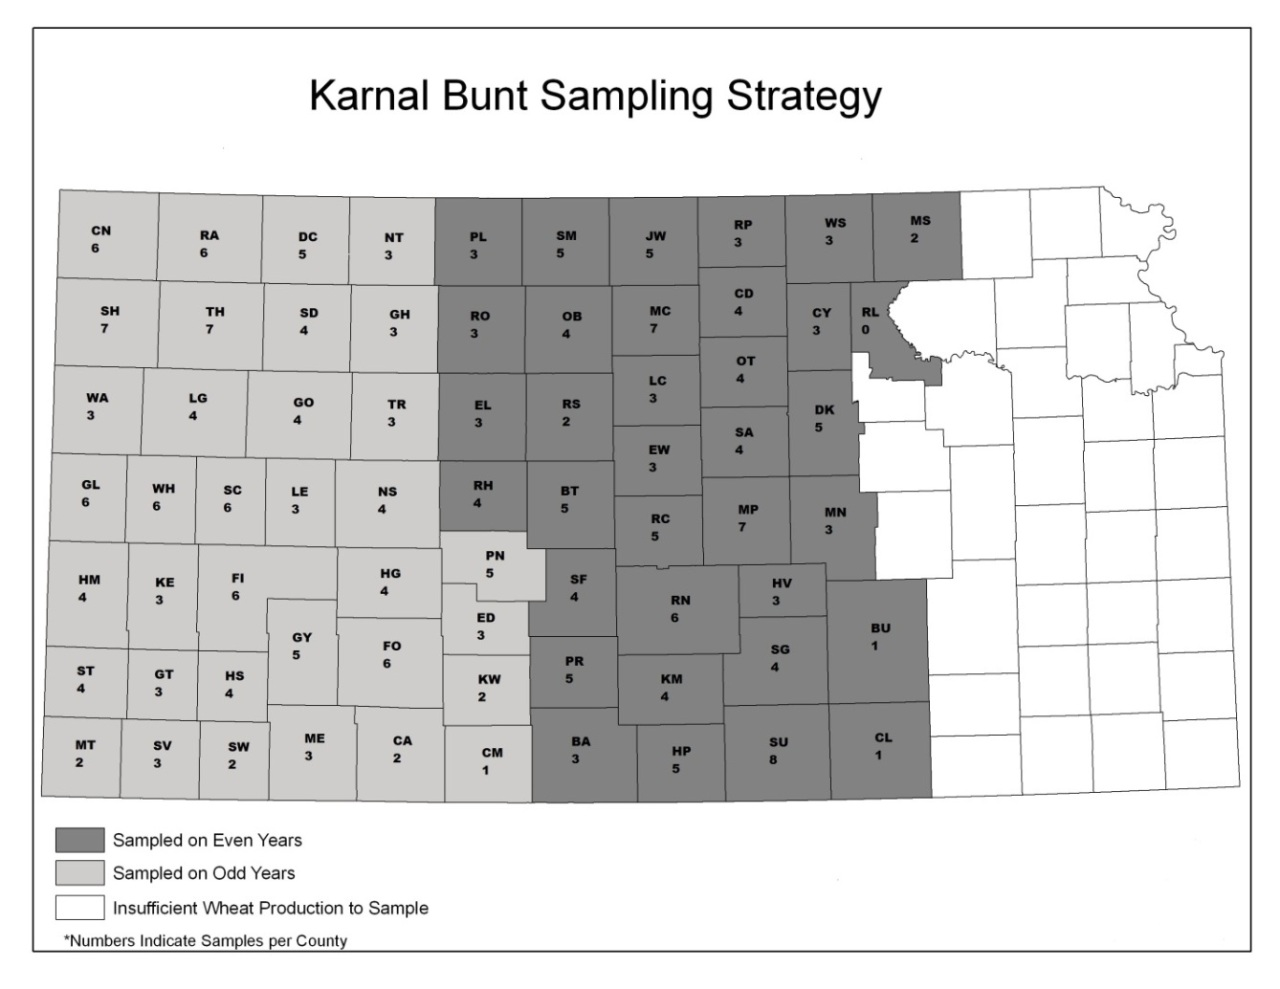 Karnal Bunt Sampling Strategy
CN
6
RA
6
DC
5
NT
3
PL
3
SM
5
JW
5
RP
3
WS
3
MS
2
SH
7
TH
7
SD
4
GH
3
RO
3
OB
4
MC
7
CD
4
CY
3
RL
0
WA
3
LG
4
GO
4
TR
3
EL
3
RS
2
LC
3
OT
4
DK
5
EW
3
SA
4
GL
6
WH
6
SC
6
LE
3
NS
4
RH
4
BT
5
RC
5
MP
7
MN
3
HM
4
KE
3
FI
6
HG
4
PN
5
SF
4
RN
6
HV
3
BU
1
GY
5
FO
6
ED
3
SG
4
ST
4
GT
3
HS
4
KW
2
PR
5
KM
4
MT
2
SV
3
SW
2
ME
3
CA
2
CM
1
BA
3
HP
5
SU
8
CL
1
Sampled on Even Years
Sampled on Odd Years
Insufficient Wheat Production to Sample
*Numbers Indicate Samples per County